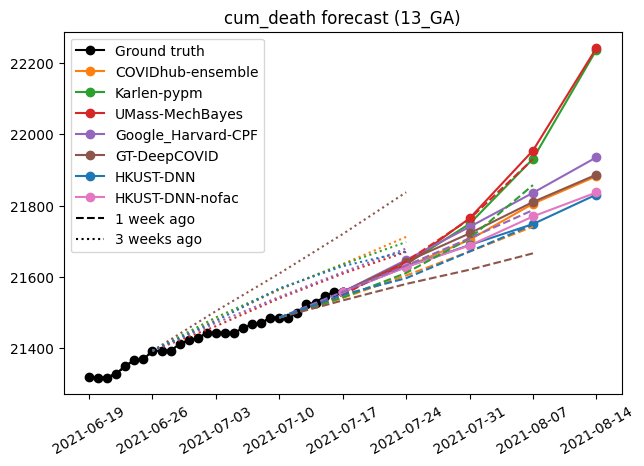 cum_death forecast (13_GA)
Ground truth
COVIDhub-ensemble
Karlen-pypm
UMass-MechBayes
Google_Harvard-CPF
GT-DeepCOVID
HKUST-DNN
HKUST-DNN-nofac
1 week ago
3 weeks ago
22200
22000
21800
21600
21400
2021-06-19
2021-06-26
2021-07-03
2021-07-10
2021-07-17
2021-07-24
2021-07-31
2021-08-07
2021-08-14